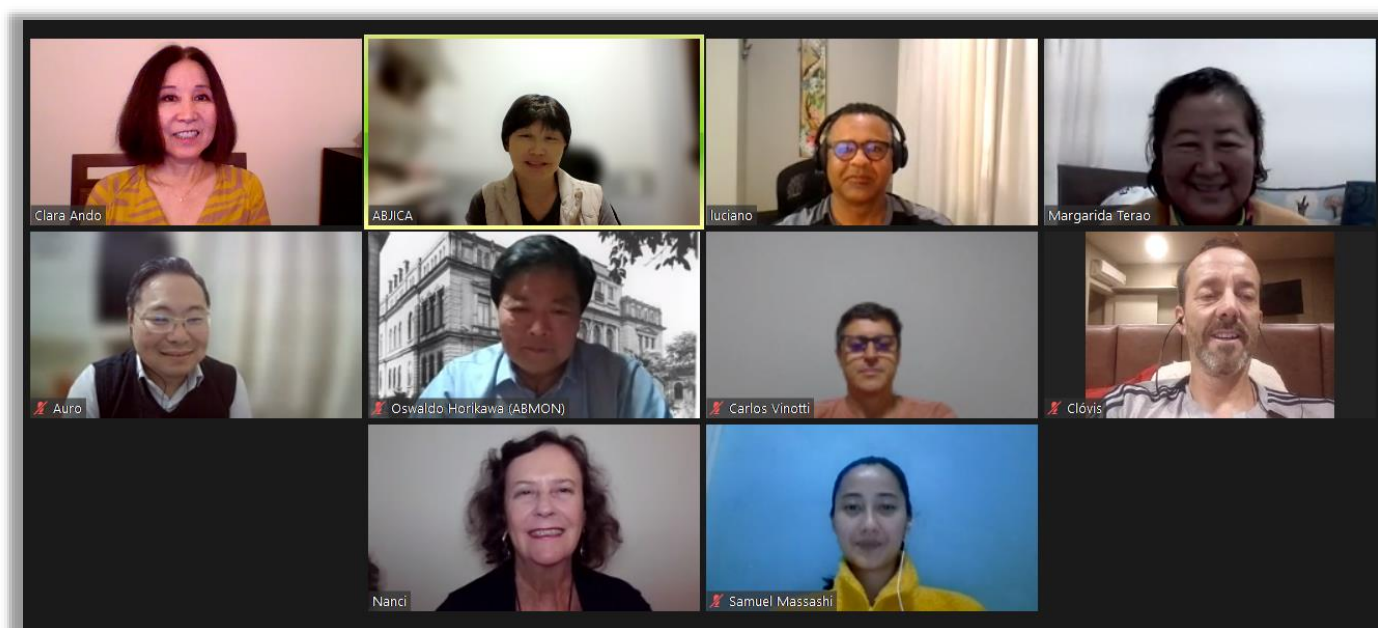 Clara Ando
ABJICA
luciano
Margarida Terao
Auro
Oswaldo Horikawa (ABMON)
Carlos Vinotti
Clóvis
Nanci
Samuel Massashi